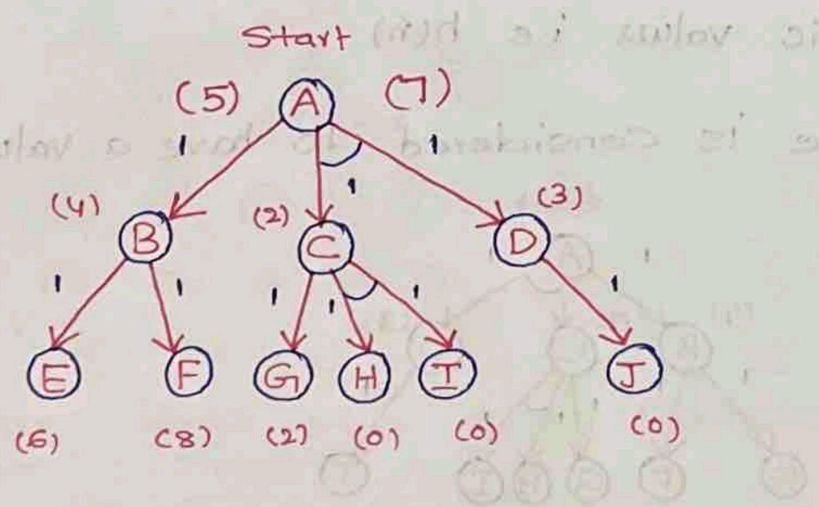 Start
(5) A (7)
1 1 1
(4) B (2) C D (3)
1 1 1 1 1 1
E F G H I J
(6) (8) (2) (0) (0) (0)